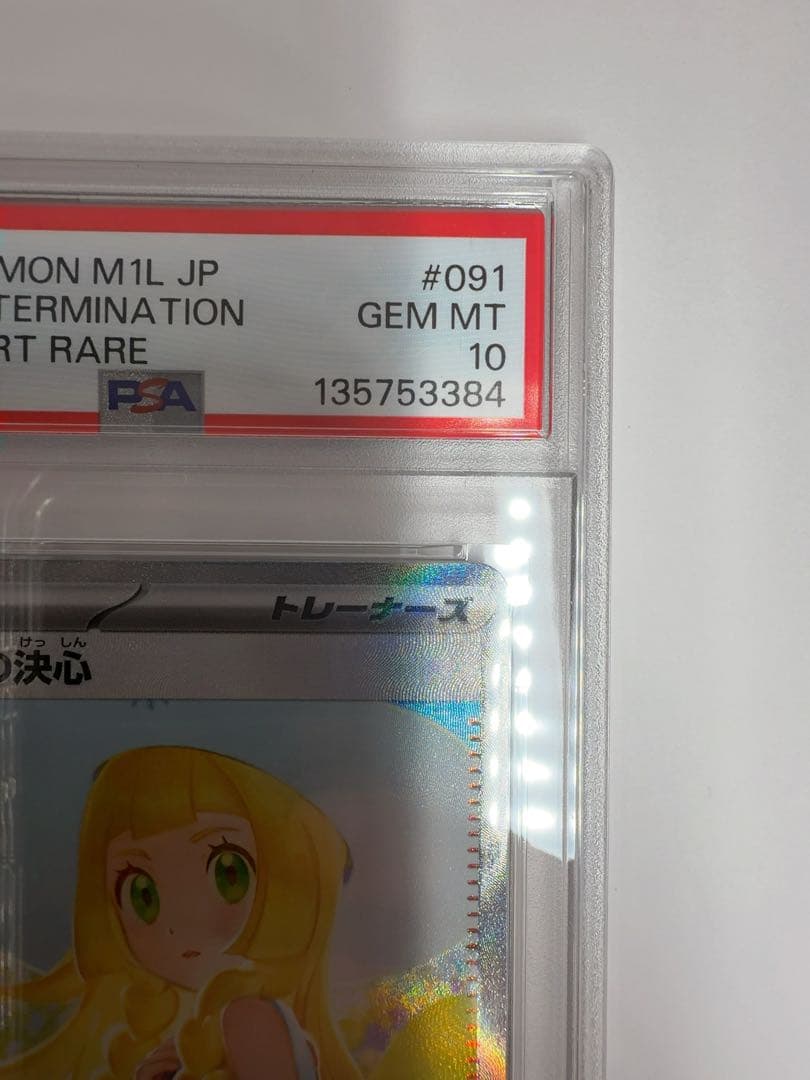 MON M1L JP
#091
TERMINATION
GEM MT
RT RARE
10
PSA
135753384
トレーナーズ
けっ しん
の決心